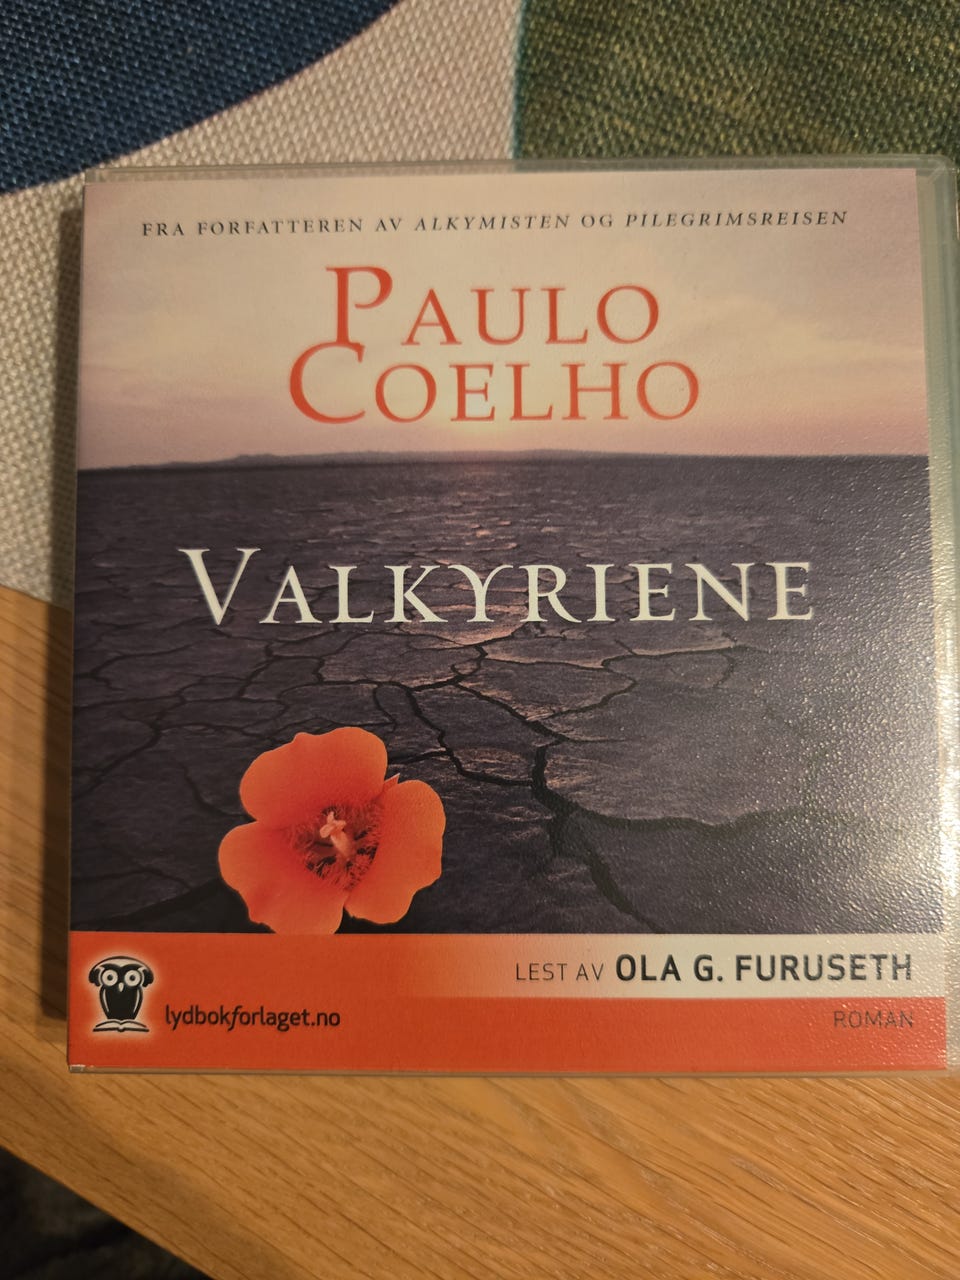 FRA FORFATTEREN AV ALKYMISTEN OG PILEGRIMSREISEN
PAULO
COELHO
VALKYRIENE
LEST AV OLA G. FURUSETH
lydbokforlaget.no
ROMAN